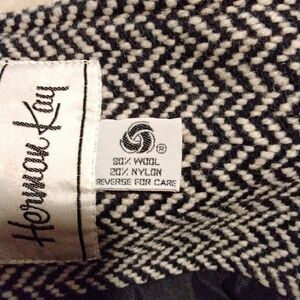 Herman Kay
®
80% WOOL
20% NYLON
REVERSE FOR CARE